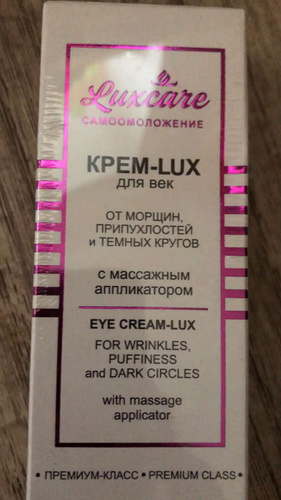 Luxcare
САМООМОЛОЖЕНИЕ
КРЕМ-LUX
для век
ОТ МОРЩИН,
ПРИПУХЛОСТЕЙ
и ТЕМНЫХ КРУГОВ
с массажным
аппликатором
EYE CREAM-LUX
FOR WRINKLES,
PUFFINESS
and DARK CIRCLES
with massage
applicator
• ПРЕМИУМ-КЛАСС • PREMIUM CLASS •